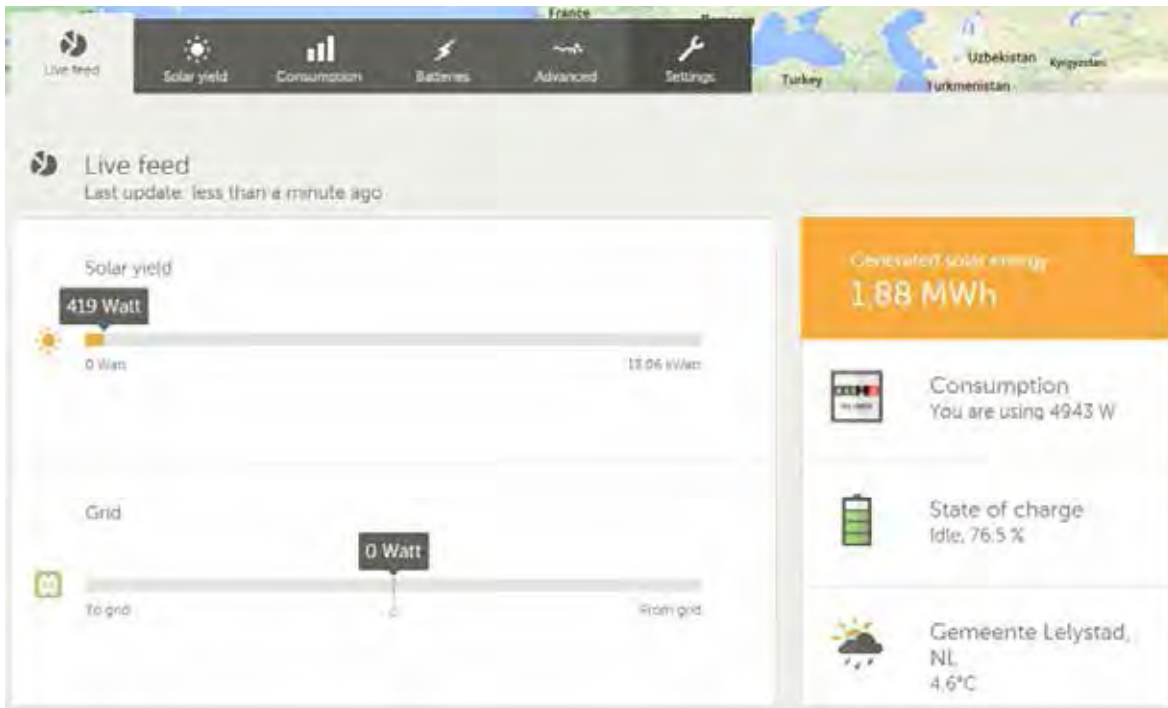 France
Uzbekistan
Kyrgyzstan
Turkey
Turkmenistan
Live feed
Solar yield
Consumption
Batteries
Advanced
Settings
Live feed
Last update: less than a minute ago
Solar yield
419 Watt
0 Watt
Generated solar energy
1.88 MWh
Consumption
You are using 4943 W
State of charge
Idle, 76.5 %
Grid
0 Watt
To grid
0
From grid
Gemeente Lelystad,
NL
4.6°C